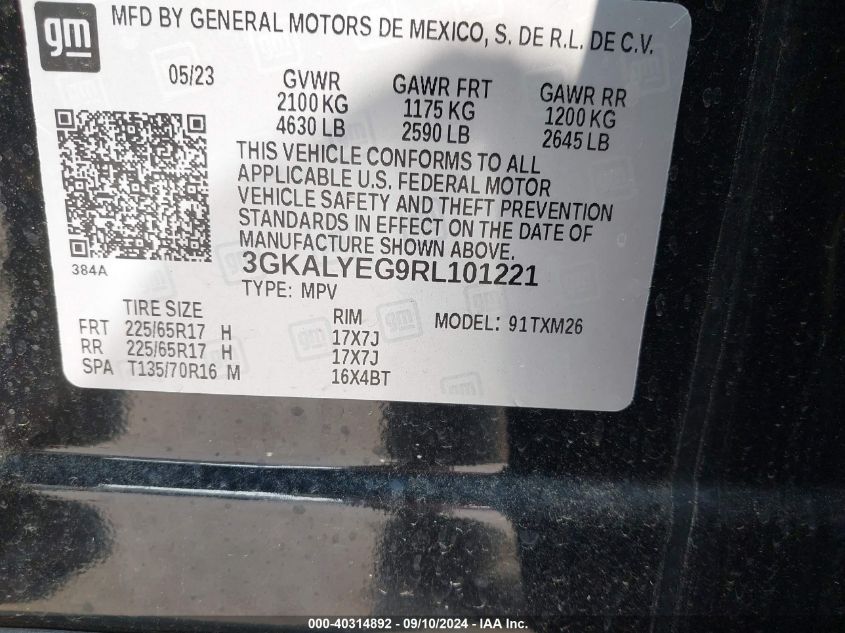 gm
MFD BY GENERAL MOTORS DE MEXICO, S. DE R.L. DE C.V.
05/23 GVWR GAWR FRT GAWR RR
2100 KG 1175 KG 1200 KG
4630 LB 2590 LB 2645 LB
THIS VEHICLE CONFORMS TO ALL
APPLICABLE U.S. FEDERAL MOTOR
VEHICLE SAFETY AND THEFT PREVENTION
STANDARDS IN EFFECT ON THE DATE OF
MANUFACTURE SHOWN ABOVE.
384A 3GKALYEG9RL101221
TYPE: MPV
TIRE SIZE RIM MODEL: 91TXM26
FRT 225/65R17 H 17X7J
RR 225/65R17 H 17X7J
SPA T135/70R16 M 16X4BT
000-40314892 - 09/10/2024 - IAA Inc.